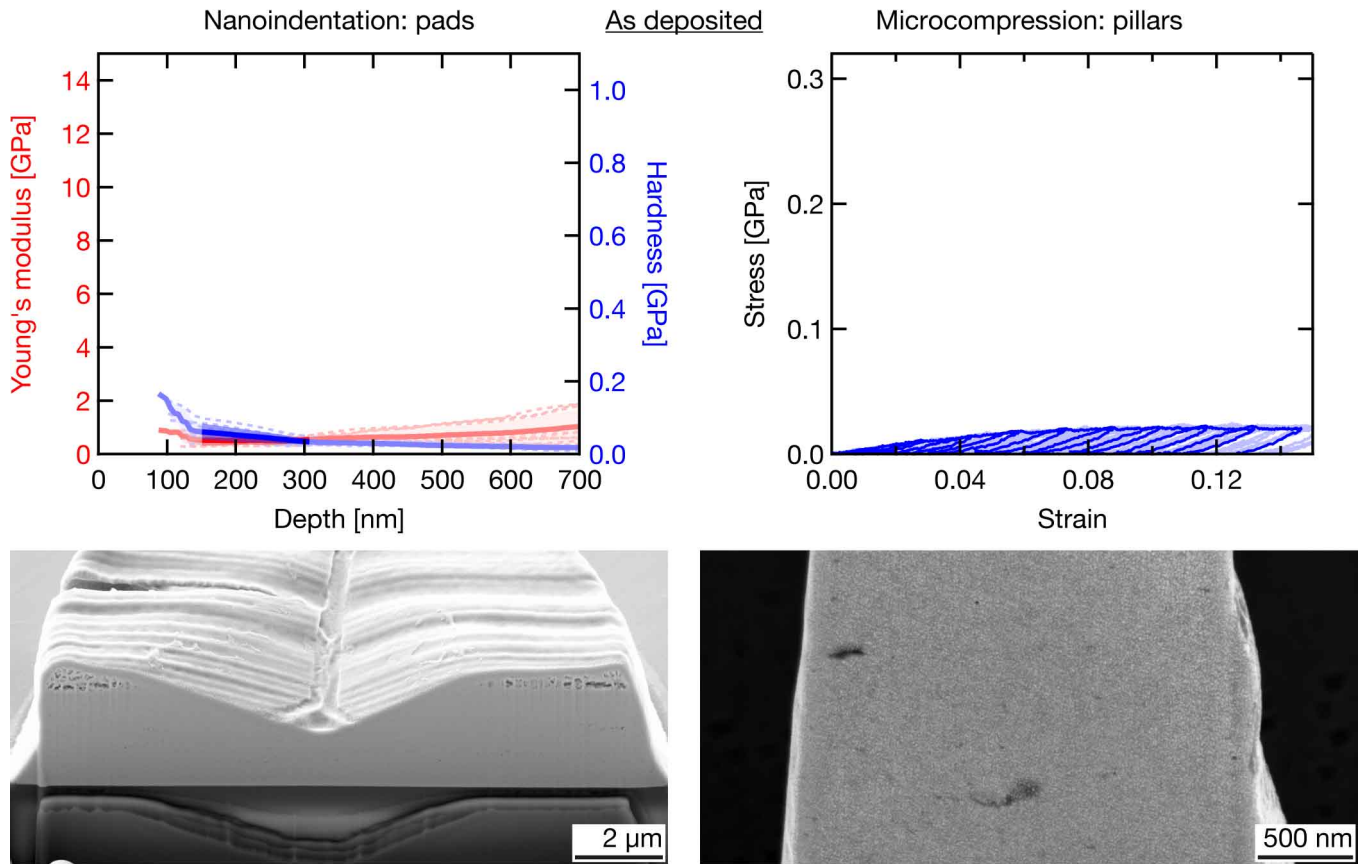 Nanoindentation: pads
As deposited
Microcompression: pillars
Young's modulus [GPa]
14
12
10
8
6
4
2
0
1.0
0.8
0.6
0.4
0.2
0.0
Hardness [GPa]
0 100 200 300 400 500 600 700
Depth [nm]
Stress [GPa]
0.3
0.2
0.1
0.0
0.00 0.04 0.08 0.12
Strain
2 µm
500 nm